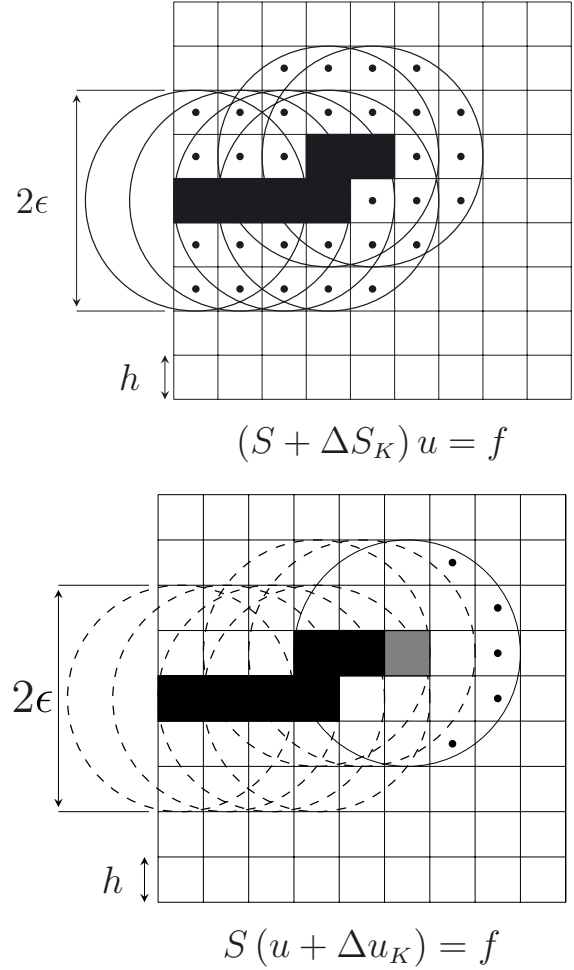 2ϵ
h
(S + ΔS_K) u = f
2ϵ
h
S (u + Δu_K) = f